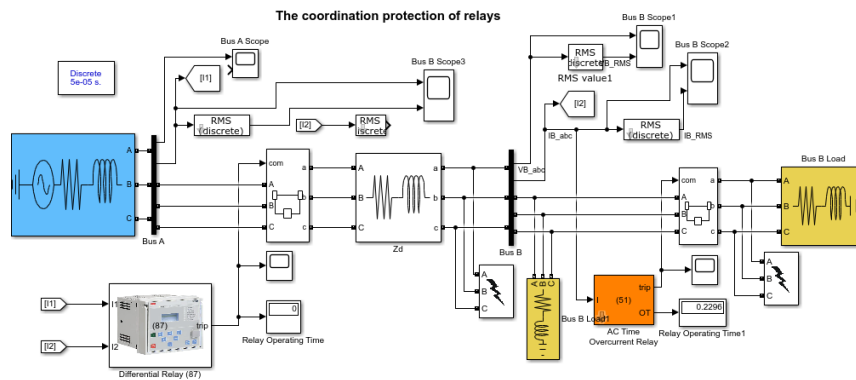 The coordination protection of relays
Discrete
5e-05 s.
Bus A Scope
[I1]
RMS
(discrete)
[I2]
RMS
iscrete
Bus B Scope3
Bus B Scope1
RMS
discrete
VB_RMS
RMS value1
Bus B Scope2
[I2]
IB_abc
RMS
(discrete)
IB_RMS
VB_abc
A
B
C
Bus A
com
A
B
C
a
b
c
A
B
C
a
b
c
Zd
Bus B
com
A
B
C
a
b
c
Bus B Load
A
B
C
A
B
C
A
B
C
A B C
Bus B Load1
[I1]
[I2]
I1
I2
(87)
trip
Differential Relay (87)
0
Relay Operating Time
I
(51)
trip
OT
AC Time
Overcurrent Relay
0.2296
Relay Operating Time1